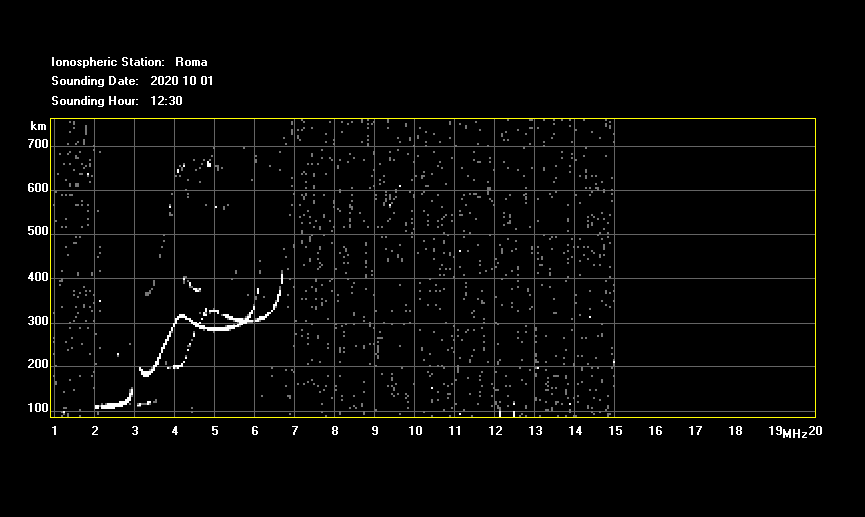 Ionospheric Station: Roma
Sounding Date: 2020 10 01
Sounding Hour: 12:30
km
700
600
500
400
300
200
100
1 2 3 4 5 6 7 8 9 10 11 12 13 14 15 16 17 18 19 MHz 20